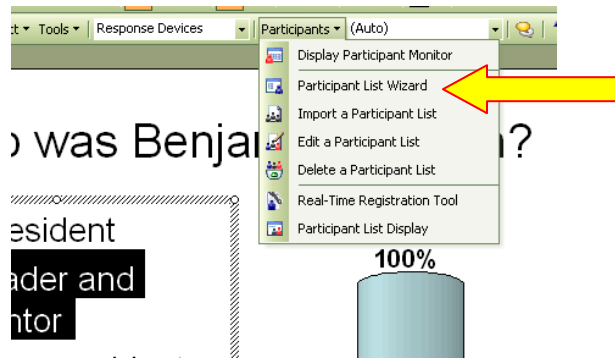 Tools Response Devices Participants (Auto)
Display Participant Monitor
Participant List Wizard
Import a Participant List
Edit a Participant List
Delete a Participant List
Real-Time Registration Tool
Participant List Display
was Benja ?
esident
ader and
ntor
100%